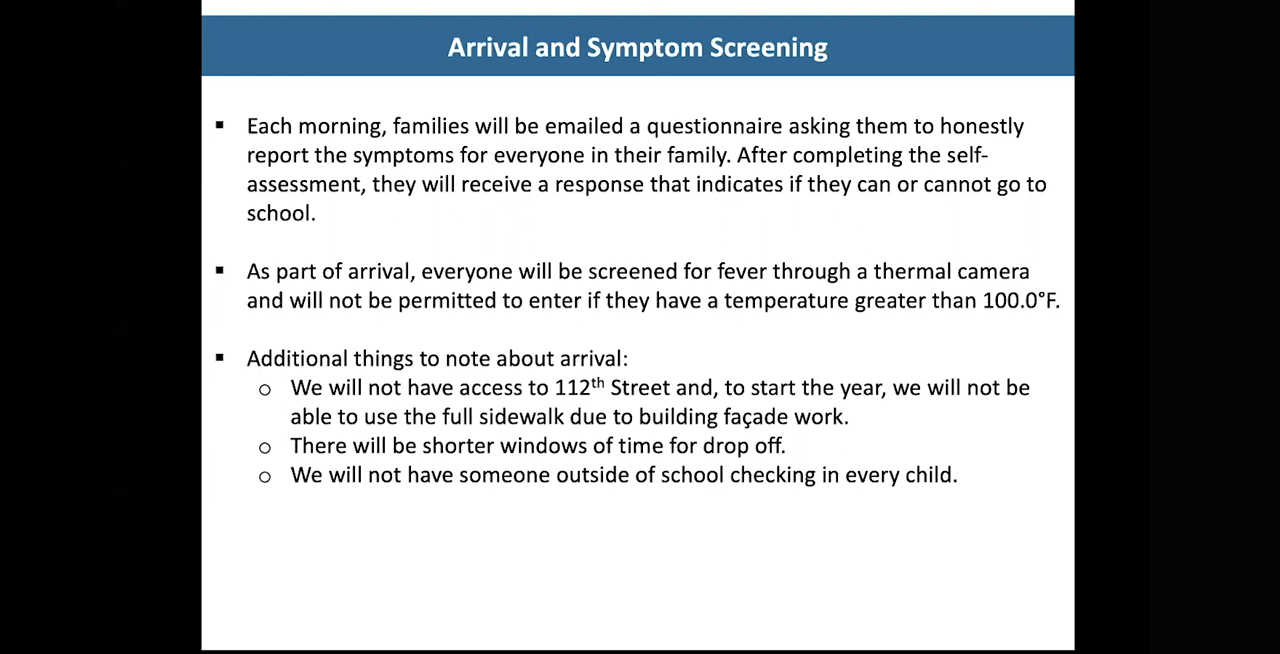 Arrival and Symptom Screening
▪ Each morning, families will be emailed a questionnaire asking them to honestly
report the symptoms for everyone in their family. After completing the self-
assessment, they will receive a response that indicates if they can or cannot go to
school.
▪ As part of arrival, everyone will be screened for fever through a thermal camera
and will not be permitted to enter if they have a temperature greater than 100.0°F.
▪ Additional things to note about arrival:
o We will not have access to 112th Street and, to start the year, we will not be
able to use the full sidewalk due to building façade work.
o There will be shorter windows of time for drop off.
o We will not have someone outside of school checking in every child.